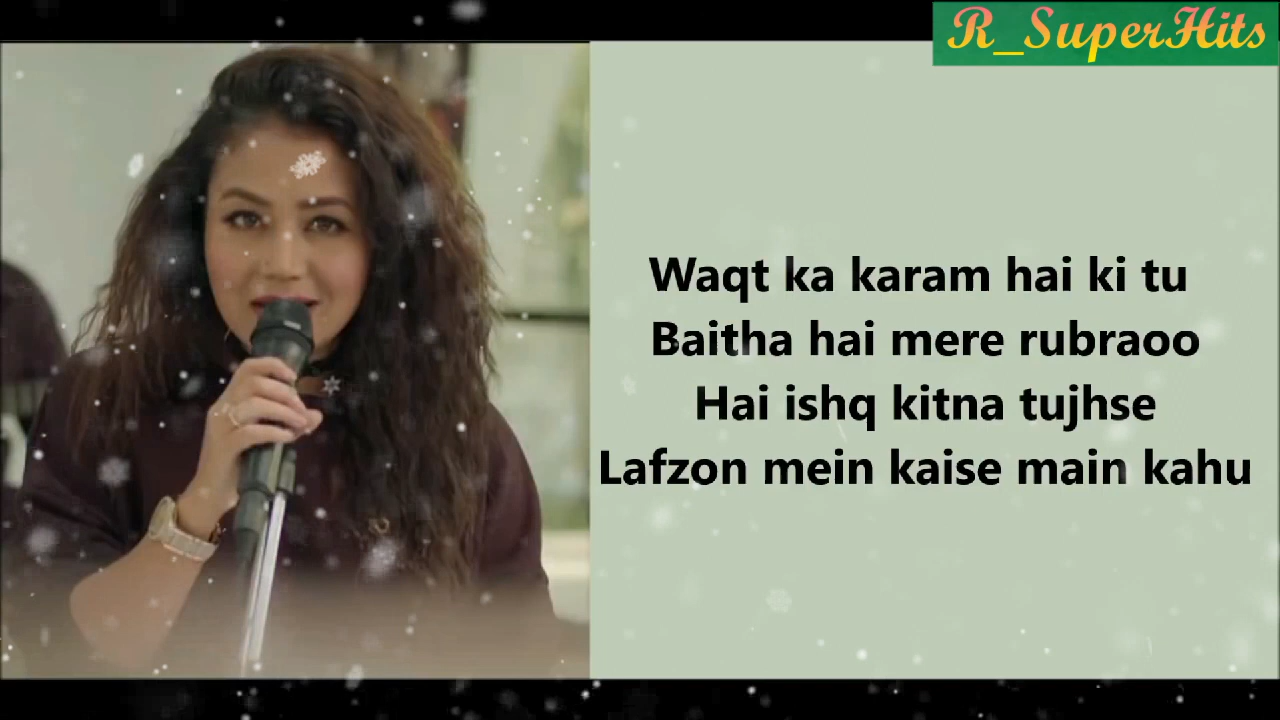 R_SuperHits
Waqt ka karam hai ki tu
Baitha hai mere rubraoo
Hai ishq kitna tujhse
Lafzon mein kaise main kahu